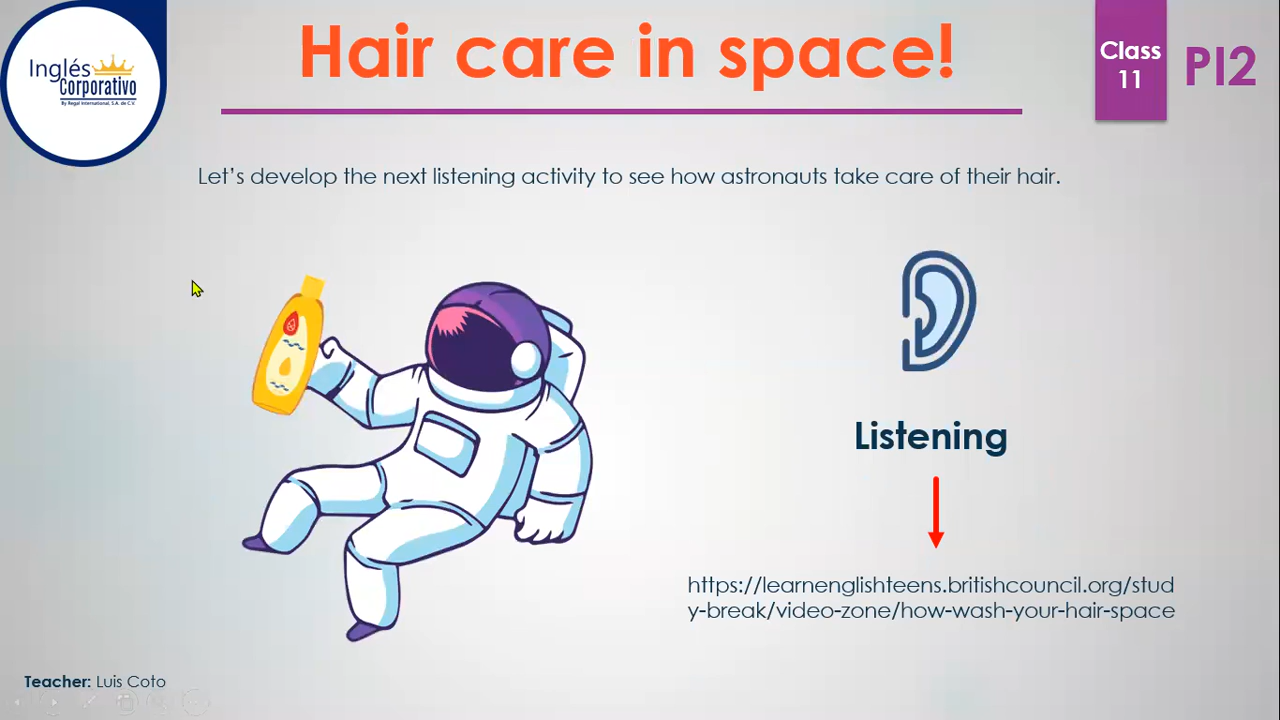 Inglés
Corporativo
By Regal International, S.A. de C.V.
Hair care in space!
Class
11
PI2
Let's develop the next listening activity to see how astronauts take care of their hair.
Listening
https://learnenglishteens.britishcouncil.org/stud
y-break/video-zone/how-wash-your-hair-space
Teacher: Luis Coto